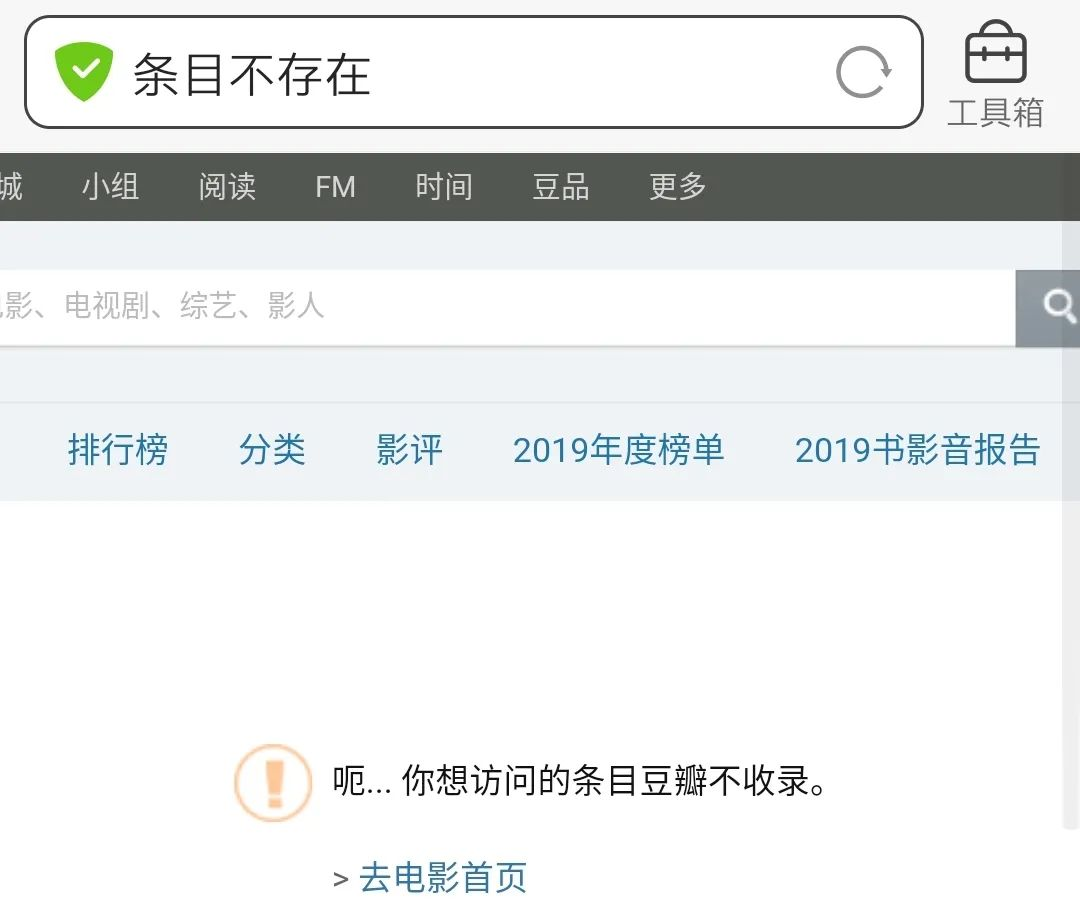 条目不存在
工具箱
城 小组 阅读 FM 时间 豆品 更多
影、电视剧、综艺、影人
排行榜 分类 影评 2019年度榜单 2019书影音报告
呃... 你想访问的条目豆瓣不收录。
> 去电影首页